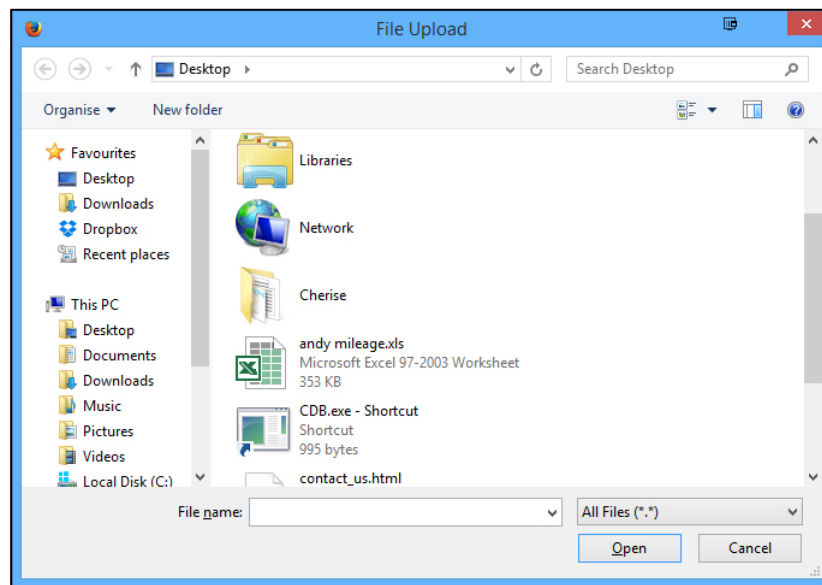 File Upload
Desktop
Search Desktop
Organise
New folder
Favourites
Desktop
Downloads
Dropbox
Recent places
This PC
Desktop
Documents
Downloads
Music
Pictures
Videos
Local Disk (C:)
Libraries
Network
Cherise
andy mileage.xls
Microsoft Excel 97-2003 Worksheet
353 KB
CDB.exe - Shortcut
Shortcut
995 bytes
contact_us.html
File name:
All Files (*.*)
Open
Cancel